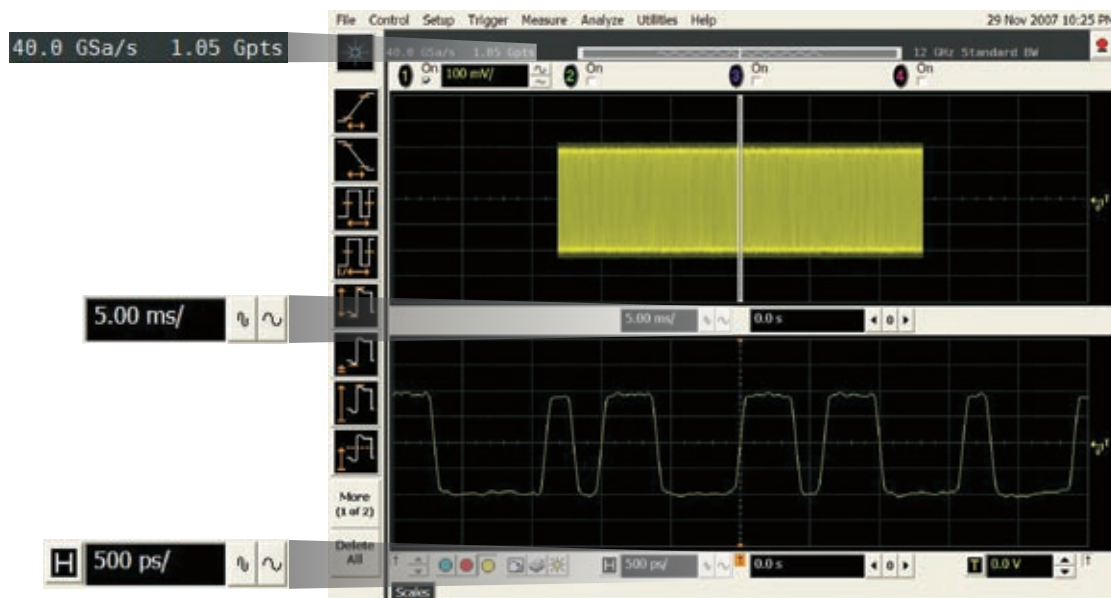 File Control Setup Trigger Measure Analyze Utilities Help 29 Nov 2007 10:25 PM
40.0 GSa/s 1.05 Gpts
40.0 GSa/s 1.05 Gpts 12 GHz Standard BW
1 On 100 mV/ 2 On 3 On 4 On
5.00 ms/
5.00 ms/ 0.0 s 0
More
(1 of 2)
Delete
All
H 500 ps/
H 500 ps/ T 0.0 s 0 T 0.0 V
Scales